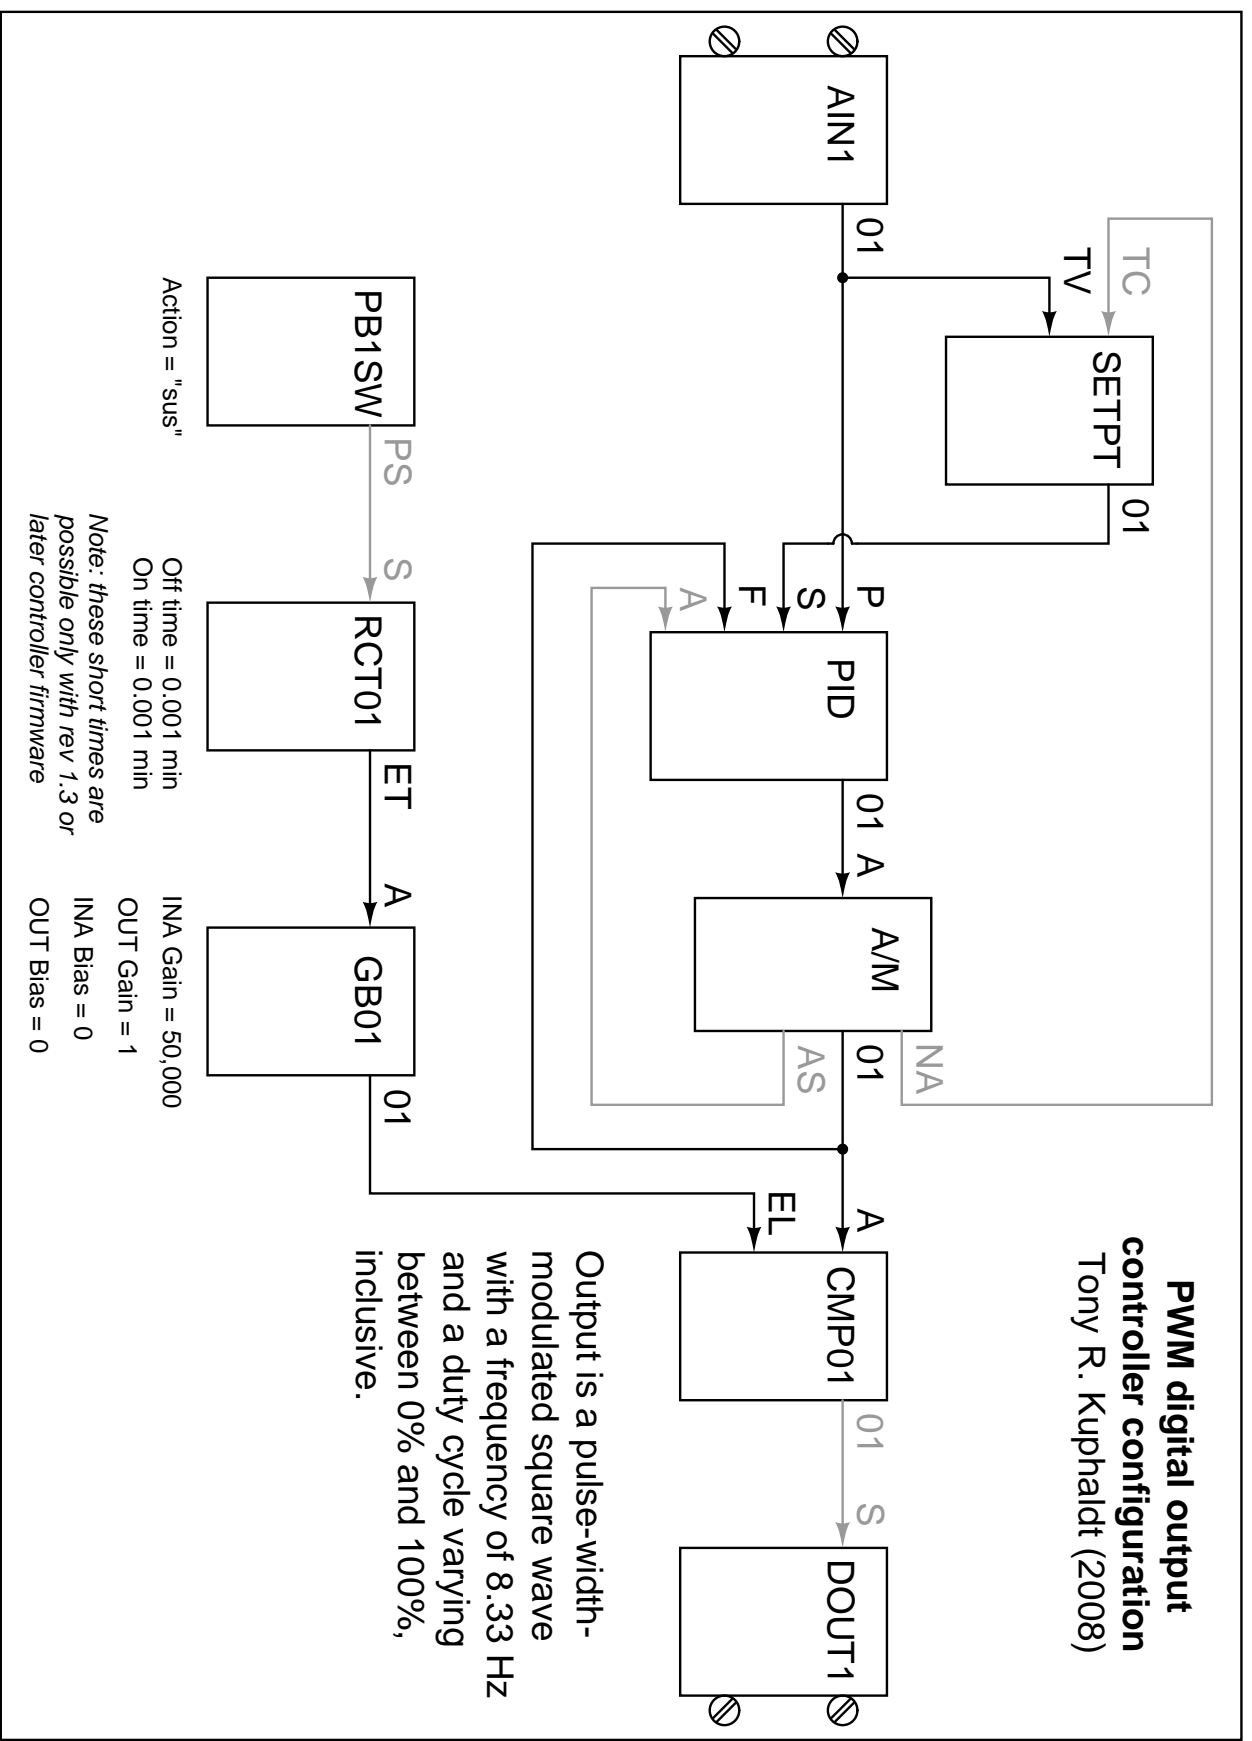 PWM digital output
controller configuration
Tony R. Kuphaldt (2008)
TC
TV
SETPT
01
AIN1
01
P
S
F
A
PID
01
A
A/M
NA
01
AS
A
EL
CMP01
01
S
DOUT1
PB1SW
PS
S
RCT01
ET
A
GB01
01
Action = "sus"
Off time = 0.001 min
On time = 0.001 min
Note: these short times are
possible only with rev 1.3 or
later controller firmware
INA Gain = 50,000
OUT Gain = 1
INA Bias = 0
OUT Bias = 0
Output is a pulse-width-
modulated square wave
with a frequency of 8.33 Hz
and a duty cycle varying
between 0% and 100%,
inclusive.